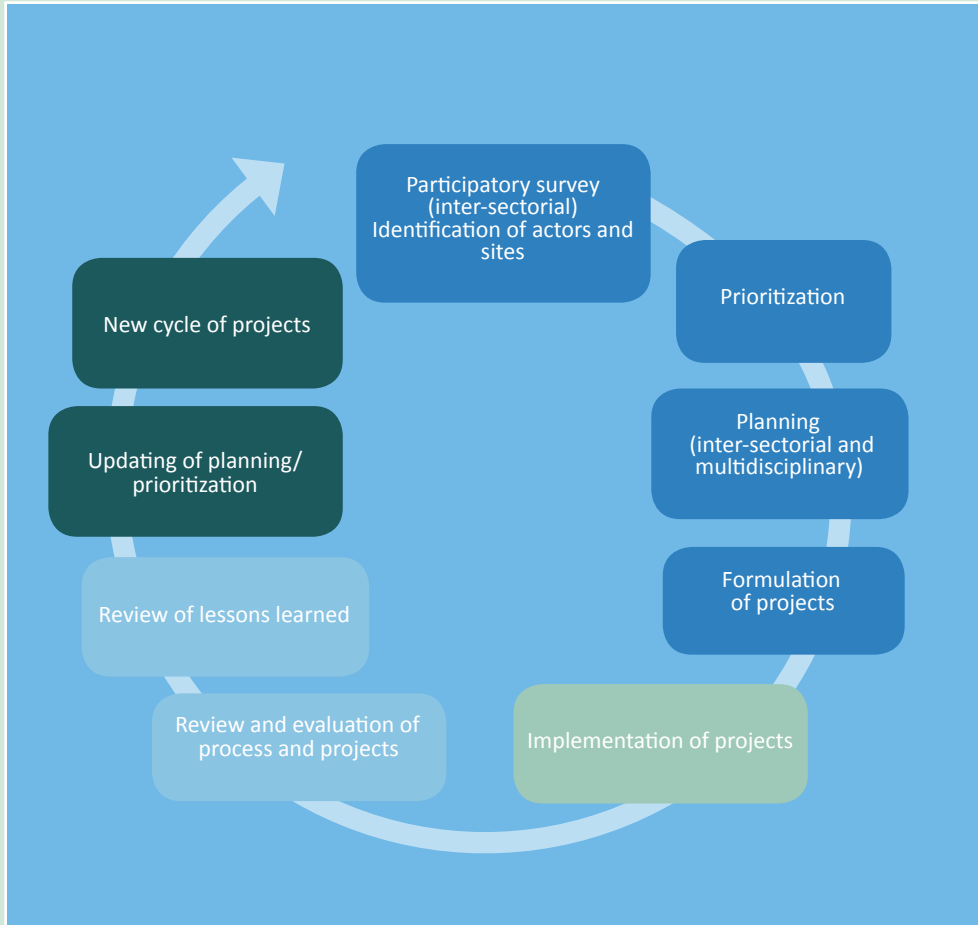 Participatory survey
(inter-sectorial)
Identification of actors and
sites
Prioritization
Planning
(inter-sectorial and
multidisciplinary)
Formulation
of projects
Implementation of projects
Review and evaluation of
process and projects
Review of lessons learned
Updating of planning/
prioritization
New cycle of projects